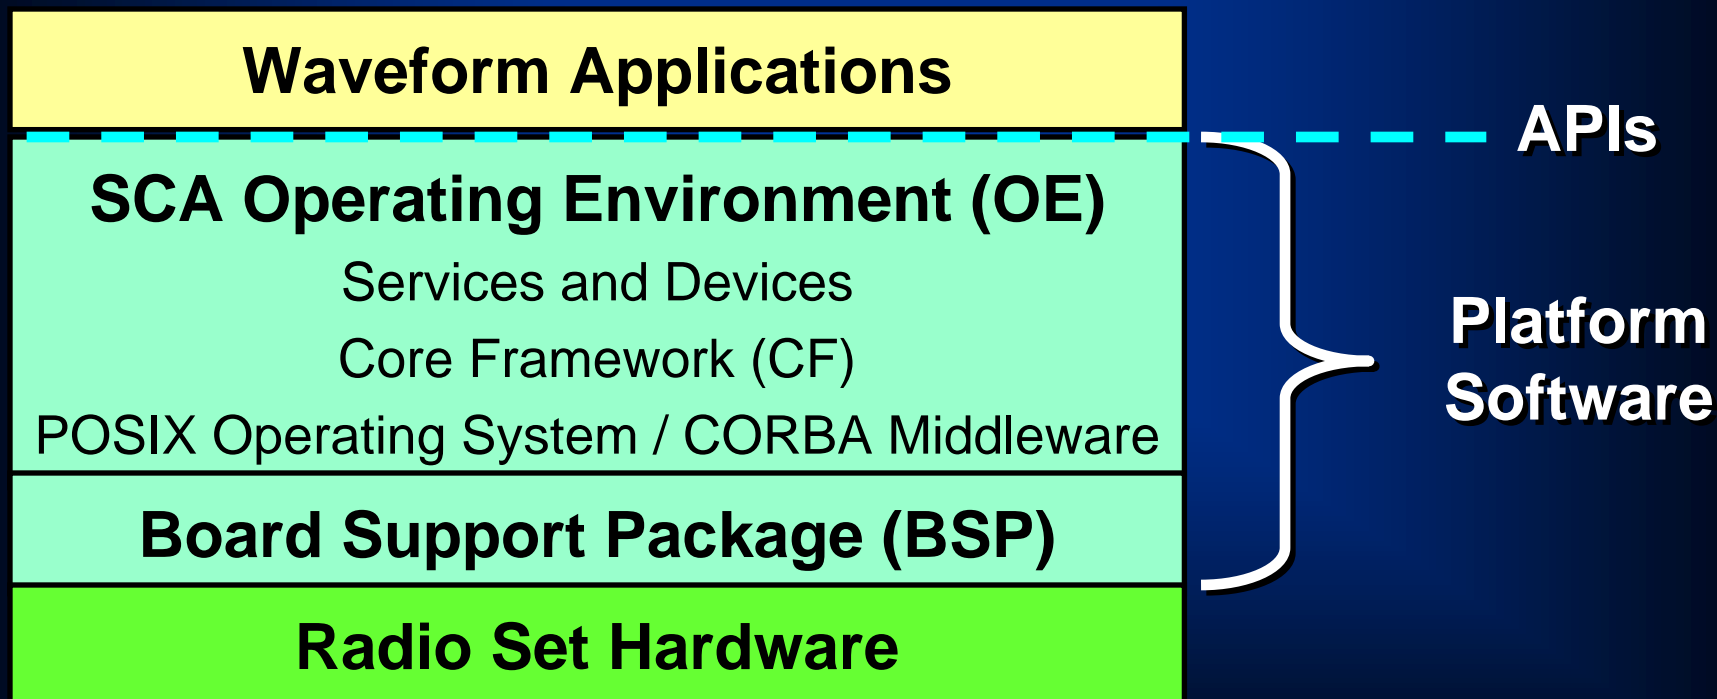 Waveform Applications
APIs
SCA Operating Environment (OE)
Services and Devices
Core Framework (CF)
POSIX Operating System / CORBA Middleware
Platform
Software
Board Support Package (BSP)
Radio Set Hardware